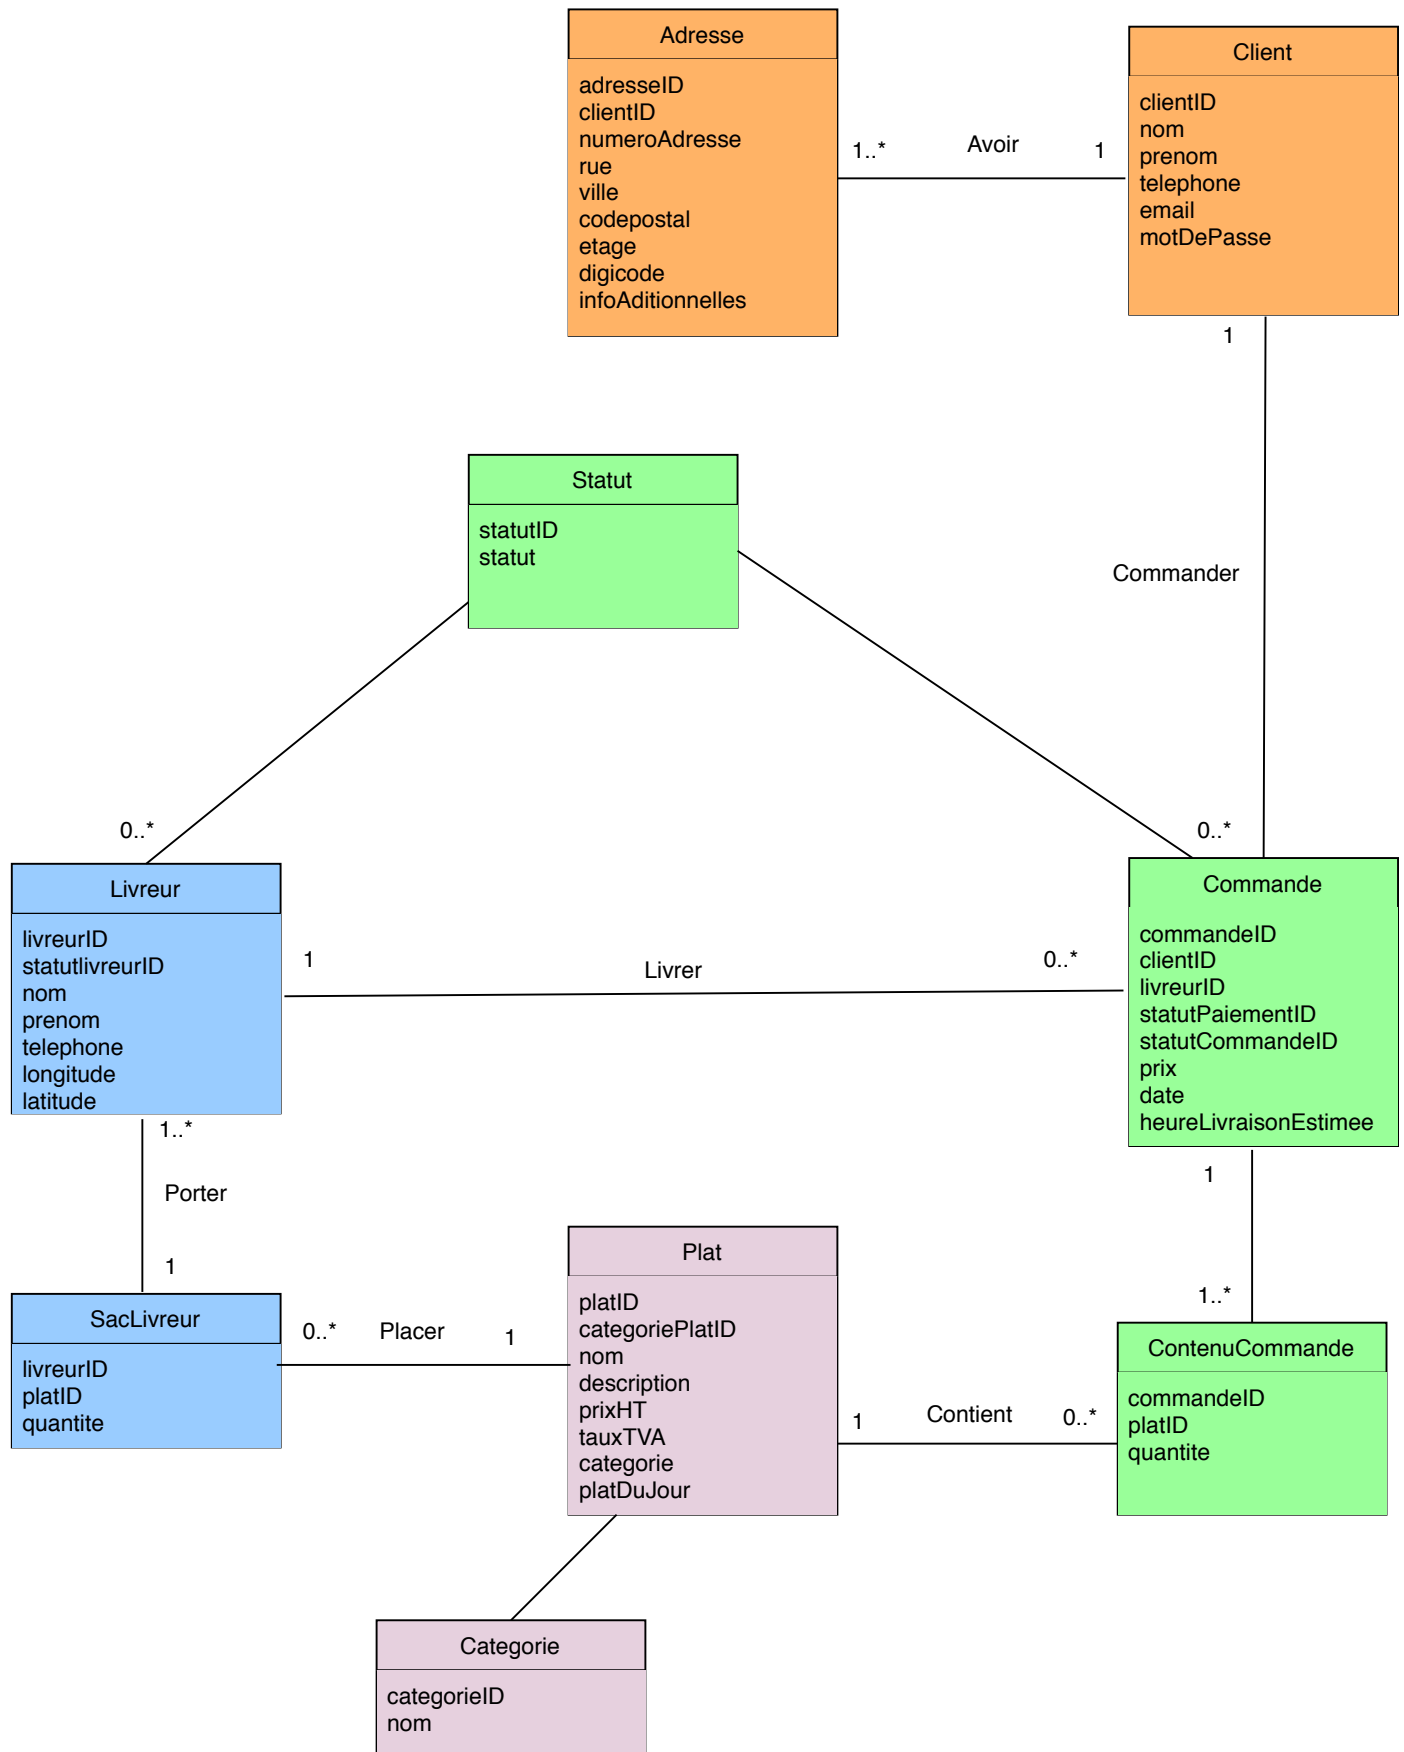 Adresse
adresseID
clientID
numeroAdresse
rue
ville
codepostal
etage
digicode
infoAditionnelles
1..*
Avoir
1
Client
clientID
nom
prenom
telephone
email
motDePasse
1
Commander
0..*
Statut
statutID
statut
0..*
Livreur
livreurID
statutlivreurID
nom
prenom
telephone
longitude
latitude
1
Livrer
0..*
Commande
commandeID
clientID
livreurID
statutPaiementID
statutCommandeID
prix
date
heureLivraisonEstimee
1..*
Porter
1
SacLivreur
livreurID
platID
quantite
0..*
Placer
1
Plat
platID
categoriePlatID
nom
description
prixHT
tauxTVA
categorie
platDuJour
1
Contient
0..*
1
1..*
ContenuCommande
commandeID
platID
quantite
Categorie
categorieID
nom